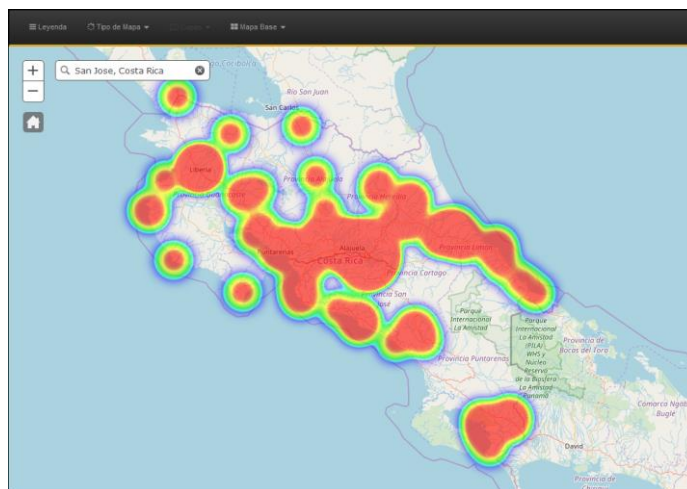 Leyenda
Tipo de Mapa
Mapa Base
San Jose, Costa Rica
Rio San Juan
San Carlos
Liberia
Provincia Alajuela
Provincia Heredia
Puntarenas
Alajuela
Provincia Limón
Costa Rica
Provincia Cartago
Provincia San
José
Parque
Internacional
La Amistad
Parque
Internacional
La Amistad
(PILA)
WHS y
Núcleo
Reserva
de la Biosfera
La Amistad
Panamá
Provincia de
Bocas del Toro
Provincia Puntarenas
Comarca Ngäbe
Buglé
David
Provincia de